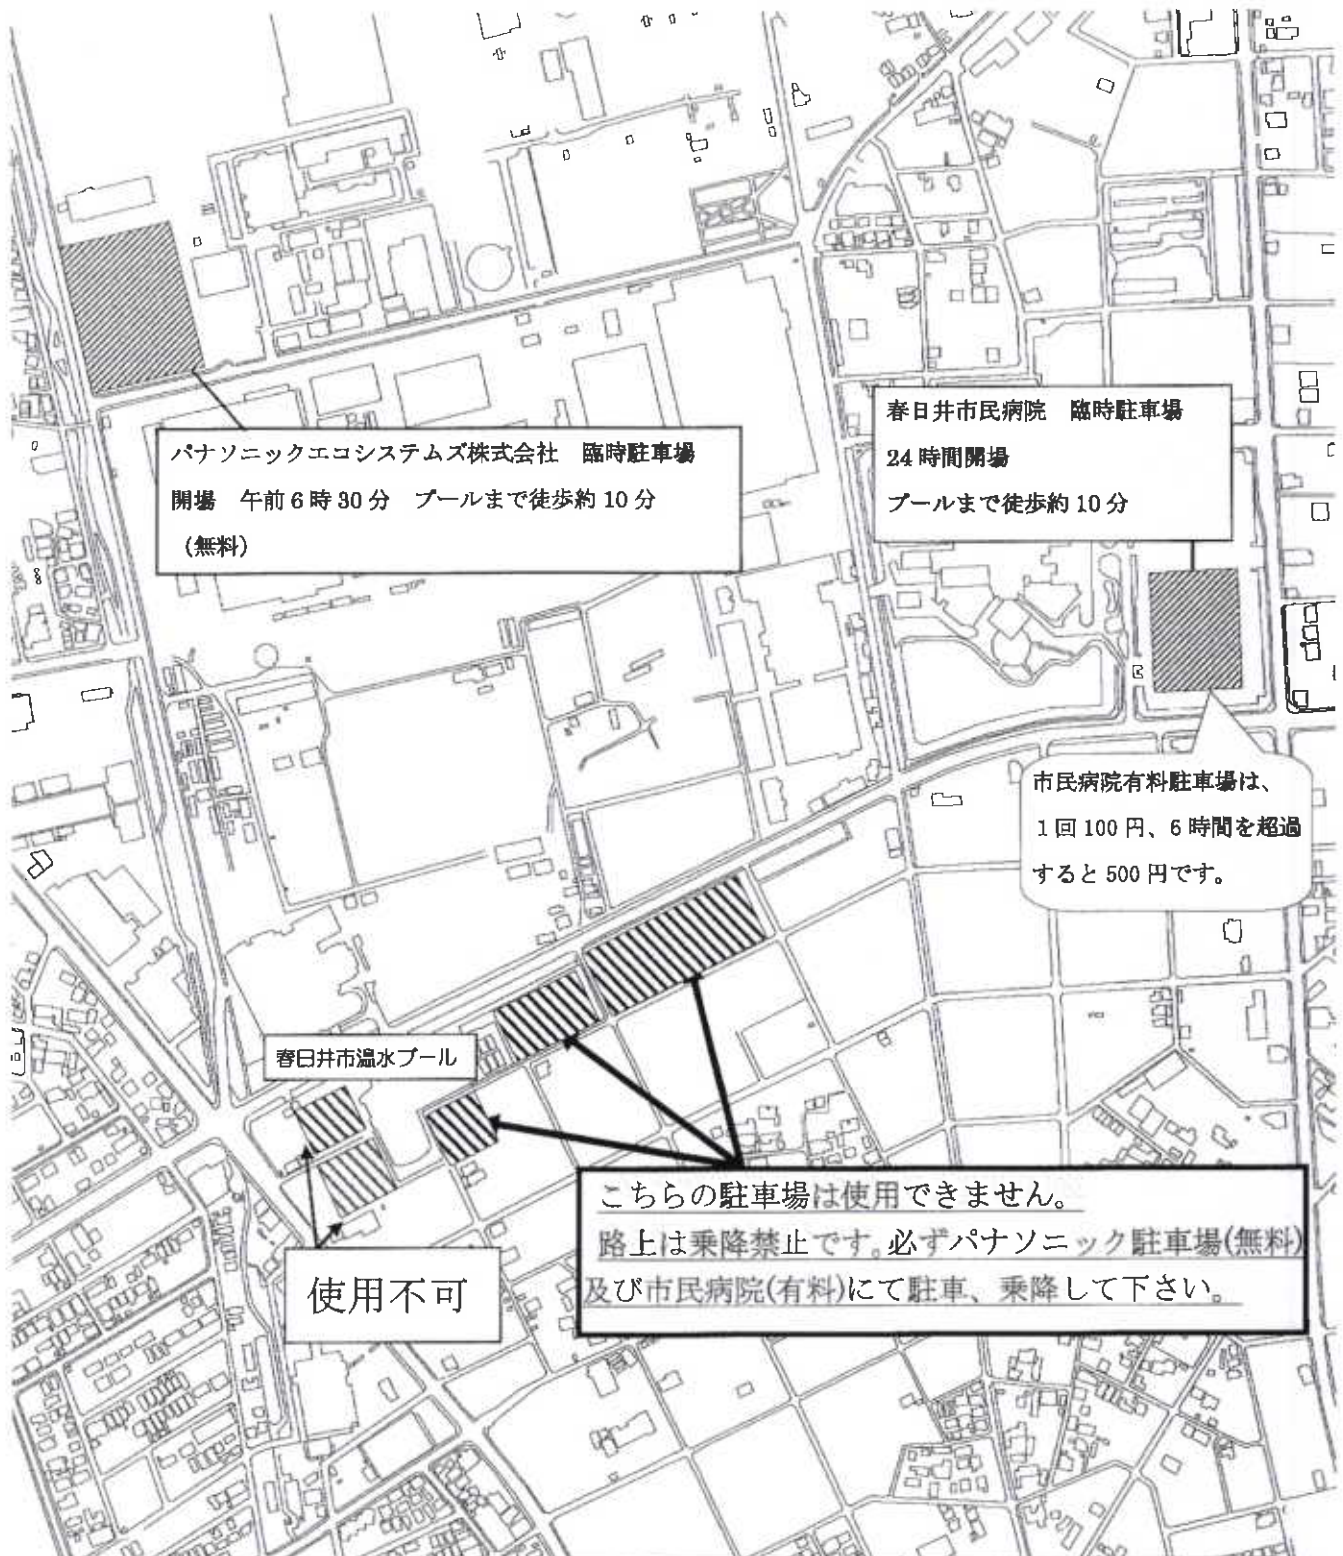 パナソニックエコシステムズ株式会社 臨時駐車場
開場 午前6時30分 プールまで徒歩約10分
(無料)
春日井市民病院 臨時駐車場
24時間開場
プールまで徒歩約10分
市民病院有料駐車場は、
1回100円、6時間を超過
すると500円です。
春日井市温水プール
こちらの駐車場は使用できません。
路上は乗降禁止です。必ずパナソニック駐車場(無料)
及び市民病院(有料)にて駐車、乗降して下さい。
使用不可